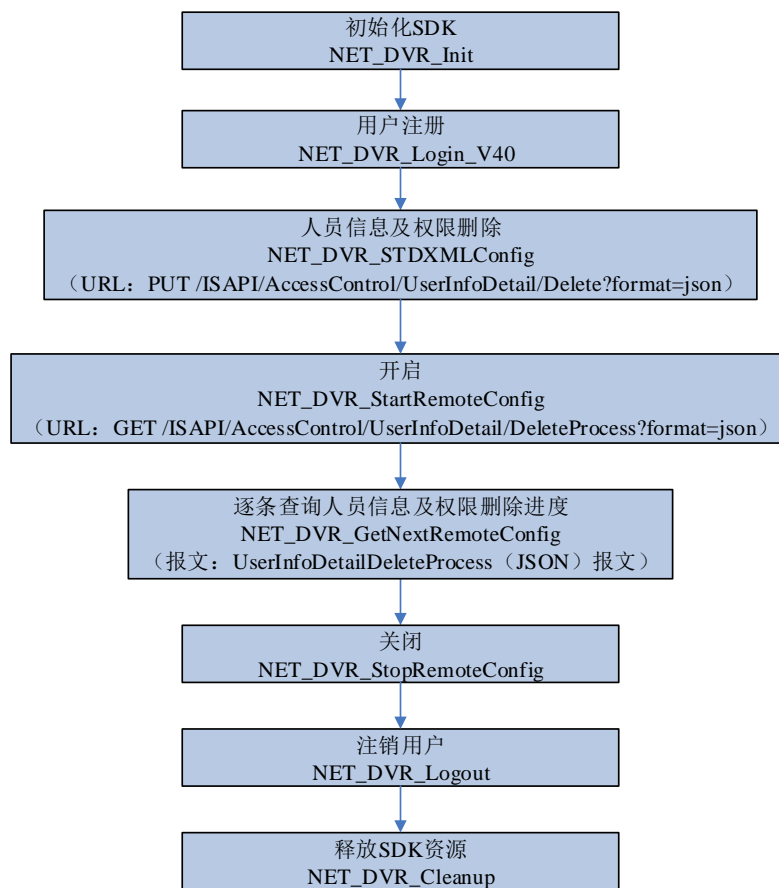 初始化SDK
NET_DVR_Init
用户注册
NET_DVR_Login_V40
人员信息及权限删除
NET_DVR_STDXMLConfig
（URL：PUT /ISAPI/AccessControl/UserInfoDetail/Delete?format=json）
开启
NET_DVR_StartRemoteConfig
（URL：GET /ISAPI/AccessControl/UserInfoDetail/DeleteProcess?format=json）
逐条查询人员信息及权限删除进度
NET_DVR_GetNextRemoteConfig
（报文：UserInfoDetailDeleteProcess（JSON）报文）
关闭
NET_DVR_StopRemoteConfig
注销用户
NET_DVR_Logout
释放SDK资源
NET_DVR_Cleanup